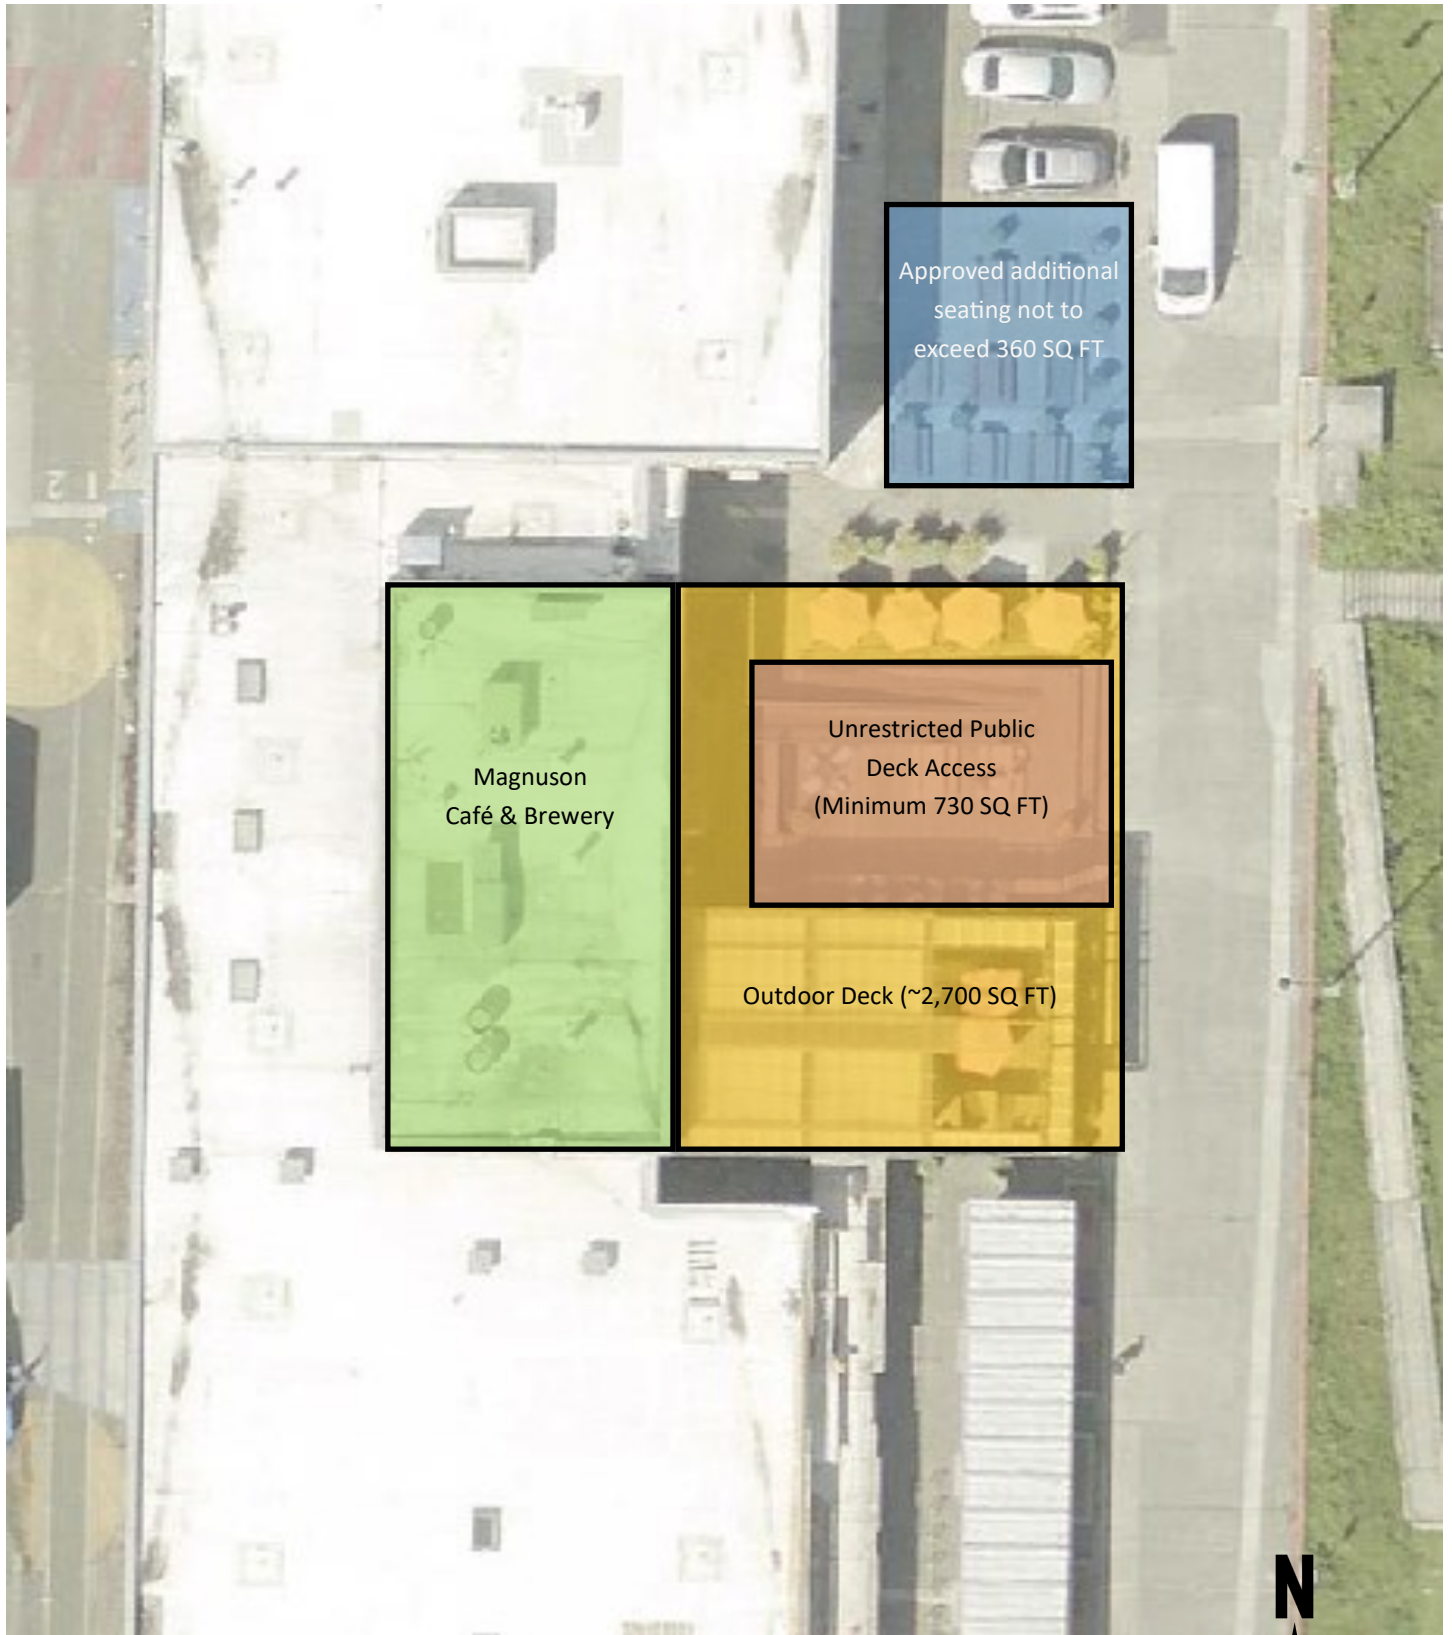 Approved additional
seating not to
exceed 360 SQ FT
Unrestricted Public
Deck Access
(Minimum 730 SQ FT)
Magnuson
Café & Brewery
Outdoor Deck (~2,700 SQ FT)
N